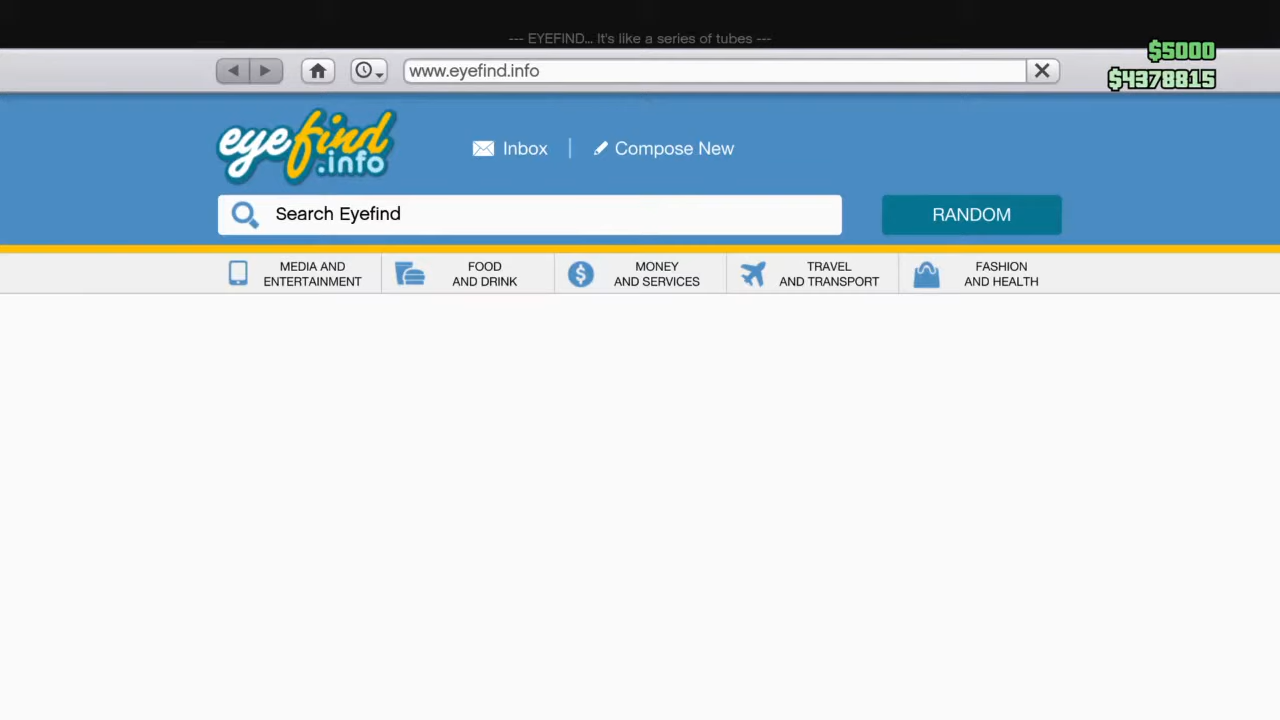 --- EYEFIND... It's like a series of tubes ---
$5000
www.eyefind.info
$4378815
eyefind
.info
Inbox
Compose New
Search Eyefind
RANDOM
MEDIA AND
ENTERTAINMENT
FOOD
AND DRINK
MONEY
AND SERVICES
TRAVEL
AND TRANSPORT
FASHION
AND HEALTH